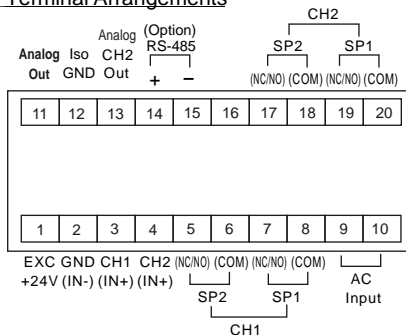 Terminal Arrangements
CH2
Analog (Option)
RS-485 SP2 SP1
Analog Iso CH2
Out GND Out + − (NC/NO) (COM) (NC/NO) (COM)
11 12 13 14 15 16 17 18 19 20
1 2 3 4 5 6 7 8 9 10
EXC GND CH1 CH2 (NC/NO) (COM) (NC/NO) (COM)
+24V (IN-) (IN+) (IN+) AC
SP2 SP1 Input
CH1